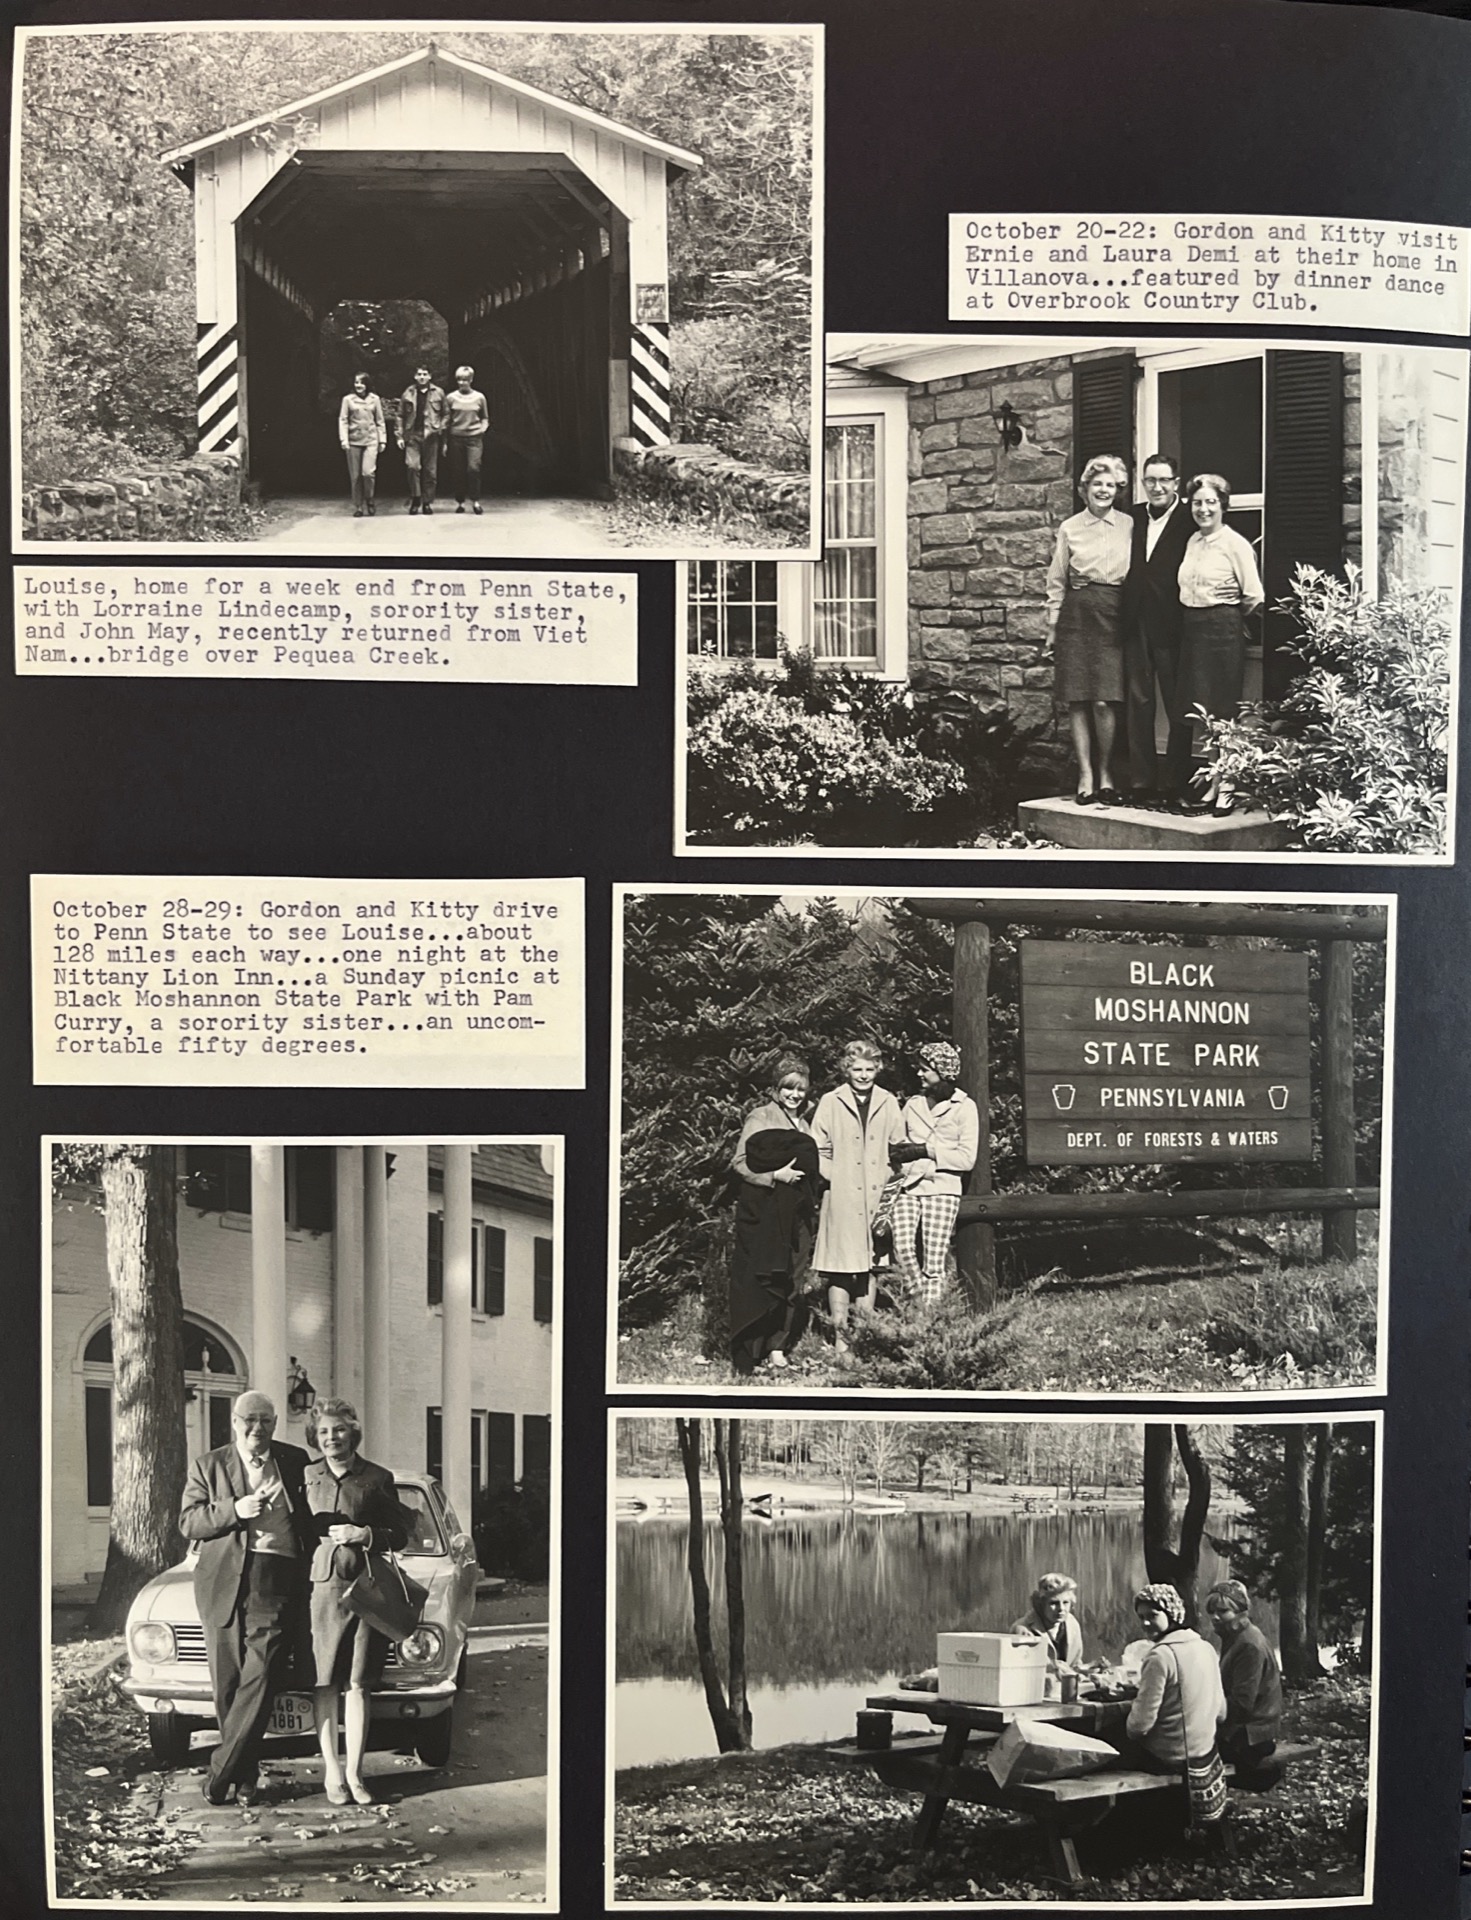 October 20-22: Gordon and Kitty visit
Ernie and Laura Demi at their home in
Villanova...featured by dinner dance
at Overbrook Country Club.
Louise, home for a week end from Penn State,
with Lorraine Lindecamp, sorority sister,
and John May, recently returned from Viet
Nam...bridge over Pequea Creek.
October 28-29: Gordon and Kitty drive
to Penn State to see Louise...about
128 miles each way...one night at the
Nittany Lion Inn...a Sunday picnic at
Black Moshannon State Park with Pam
Curry, a sorority sister...an uncom-
fortable fifty degrees.
BLACK
MOSHANNON
STATE PARK
PENNSYLVANIA
DEPT. OF FORESTS & WATERS
48
1881